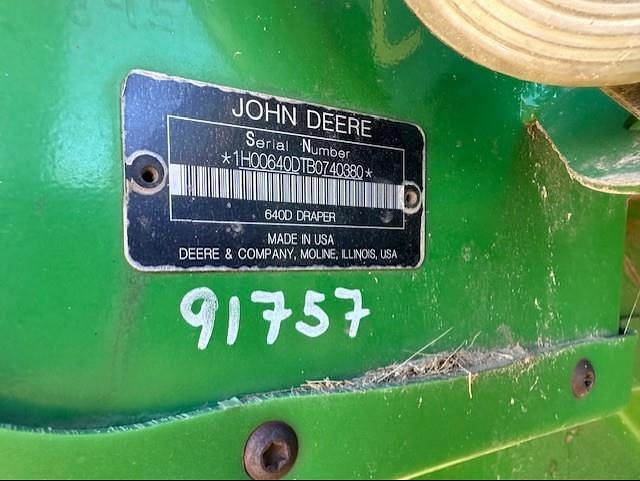 JOHN DEERE
Serial Number
*1H00640DTB0740380*
640D DRAPER
MADE IN USA
DEERE & COMPANY, MOLINE, ILLINOIS, USA
91757